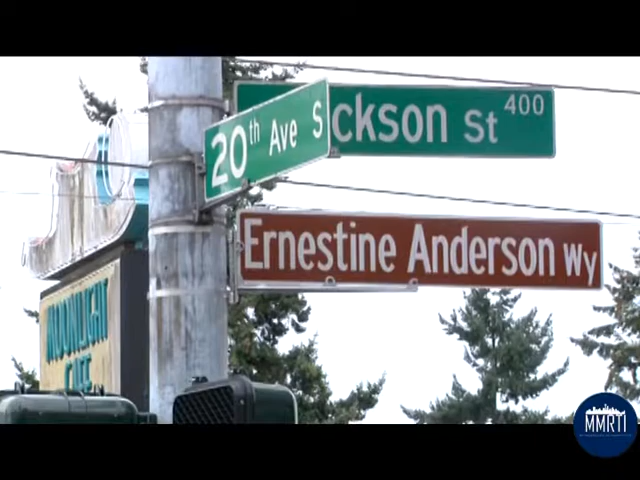 20th Ave S
ckson St 400
Ernestine Anderson Wy
MOONLIGHT
CAFE
MMRTI